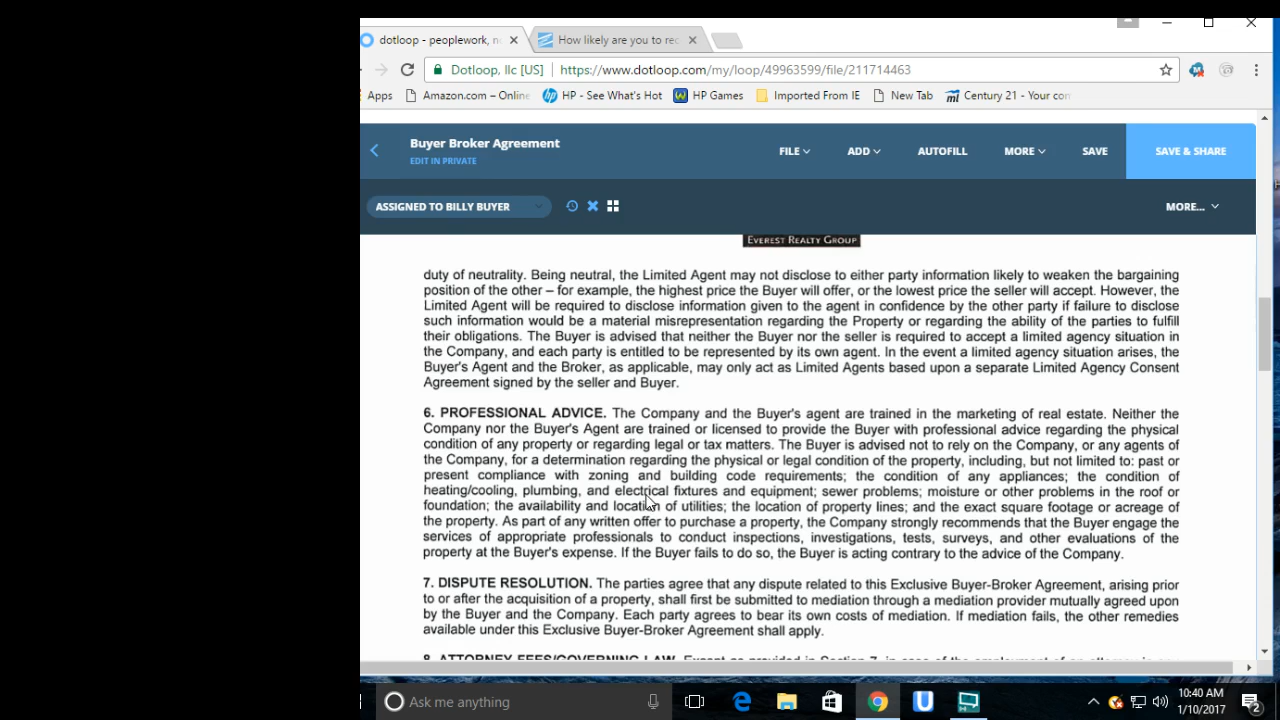 dotloop - peoplework, n
How likely are you to rec
Dotloop, llc [US]
https://www.dotloop.com/my/loop/49963599/file/211714463
Apps
Amazon.com – Online
HP - See What's Hot
HP Games
Imported From IE
New Tab
Century 21 - Your con
Buyer Broker Agreement
EDIT IN PRIVATE
FILE
ADD
AUTOFILL
MORE
SAVE
SAVE & SHARE
ASSIGNED TO BILLY BUYER
MORE...
EVEREST REALTY GROUP
duty of neutrality. Being neutral, the Limited Agent may not disclose to either party information likely to weaken the bargaining
position of the other – for example, the highest price the Buyer will offer, or the lowest price the seller will accept. However, the
Limited Agent will be required to disclose information given to the agent in confidence by the other party if failure to disclose
such information would be a material misrepresentation regarding the Property or regarding the ability of the parties to fulfill
their obligations. The Buyer is advised that neither the Buyer nor the seller is required to accept a limited agency situation in
the Company, and each party is entitled to be represented by its own agent. In the event a limited agency situation arises, the
Buyer's Agent and the Broker, as applicable, may only act as Limited Agents based upon a separate Limited Agency Consent
Agreement signed by the seller and Buyer.
6. PROFESSIONAL ADVICE. The Company and the Buyer's agent are trained in the marketing of real estate. Neither the
Company nor the Buyer's Agent are trained or licensed to provide the Buyer with professional advice regarding the physical
condition of any property or regarding legal or tax matters. The Buyer is advised not to rely on the Company, or any agents of
the Company, for a determination regarding the physical or legal condition of the property, including, but not limited to: past or
present compliance with zoning and building code requirements; the condition of any appliances; the condition of
heating/cooling, plumbing, and electrical fixtures and equipment; sewer problems; moisture or other problems in the roof or
foundation; the availability and location of utilities; the location of property lines; and the exact square footage or acreage of
the property. As part of any written offer to purchase a property, the Company strongly recommends that the Buyer engage the
services of appropriate professionals to conduct inspections, investigations, tests, surveys, and other evaluations of the
property at the Buyer's expense. If the Buyer fails to do so, the Buyer is acting contrary to the advice of the Company.
7. DISPUTE RESOLUTION. The parties agree that any dispute related to this Exclusive Buyer-Broker Agreement, arising prior
to or after the acquisition of a property, shall first be submitted to mediation through a mediation provider mutually agreed upon
by the Buyer and the Company. Each party agrees to bear its own costs of mediation. If mediation fails, the other remedies
available under this Exclusive Buyer-Broker Agreement shall apply.
8. ATTORNEY FEES/GOVERNING LAW. Except as provided in Section 7, in case of the employment of an attorney in any
Ask me anything
10:40 AM
1/10/2017
2